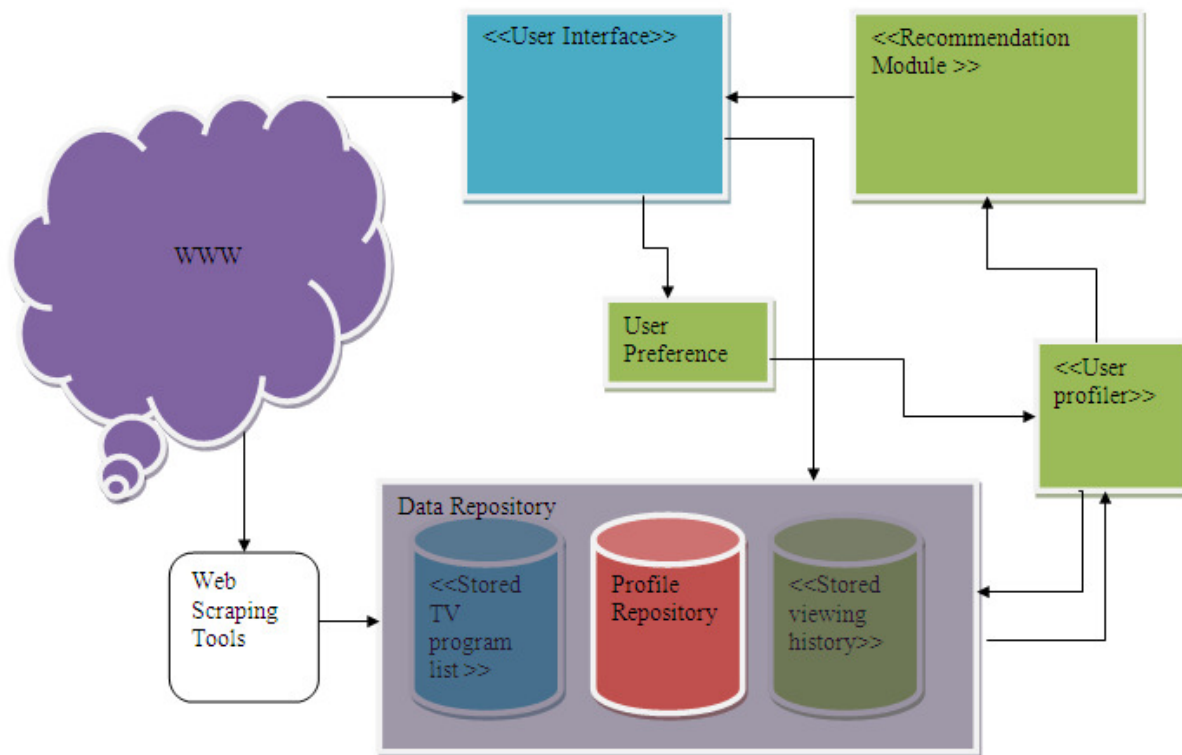 <<User Interface>>
<<Recommendation
Module >>
WWW
User
Preference
<<User
profiler>>
Data Repository
Web
Scraping
Tools
<<Stored
TV
program
list >>
Profile
Repository
<<Stored
viewing
history>>